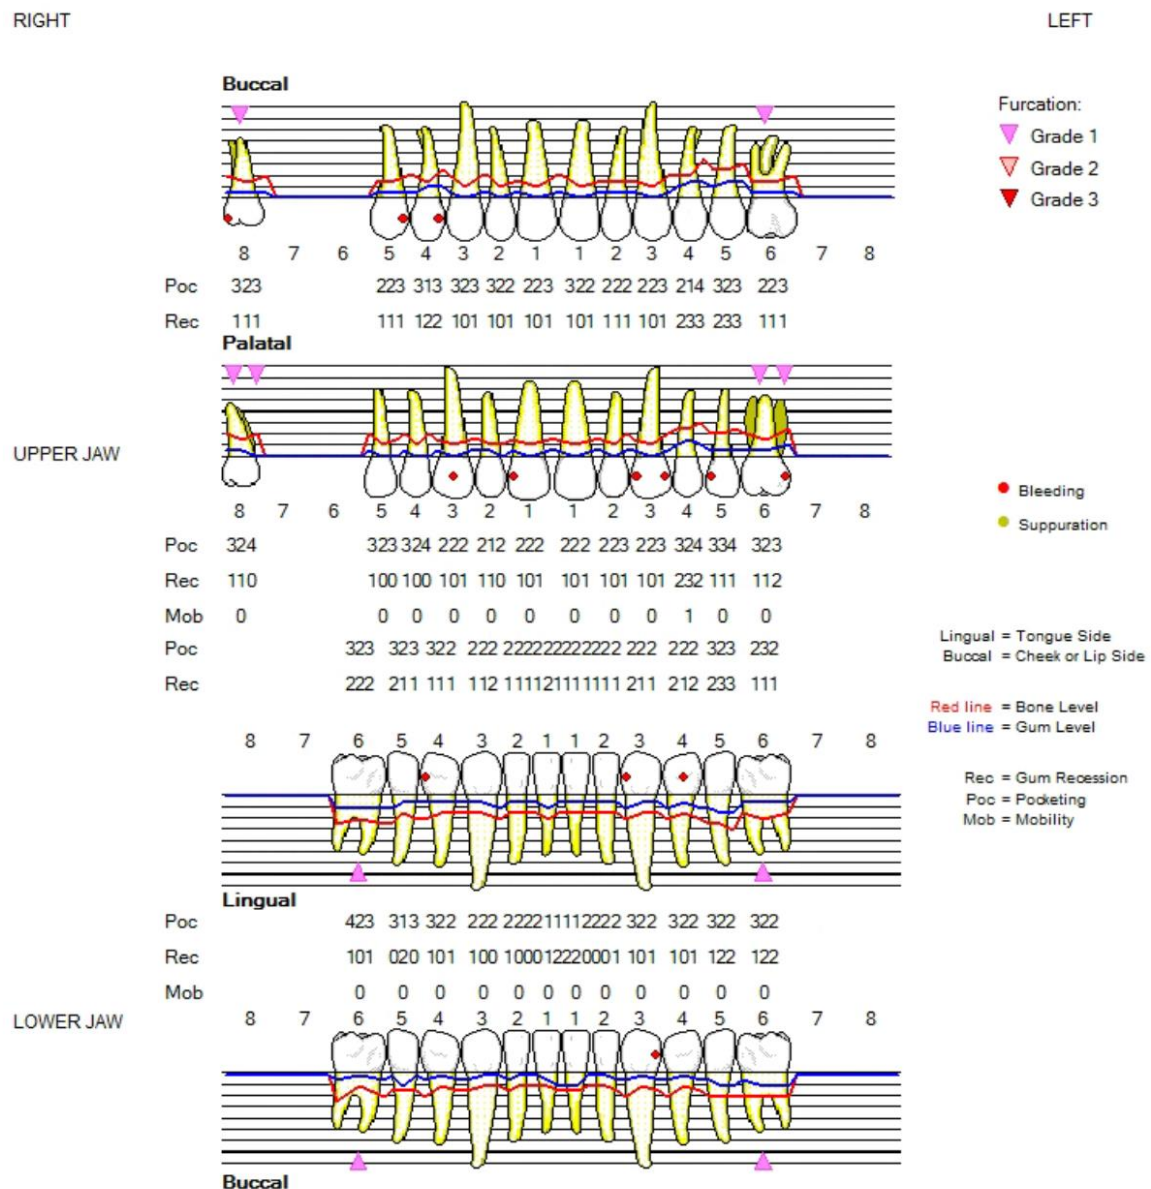 RIGHT LEFT
Buccal
Furcation:
Grade 1
Grade 2
Grade 3
8 7 6 5 4 3 2 1 1 2 3 4 5 6 7 8
Poc 323 223 313 323 322 223 322 222 223 214 323 223
Rec 111 111 122 101 101 101 101 111 101 233 233 111
Palatal
UPPER JAW
Bleeding
Suppuration
8 7 6 5 4 3 2 1 1 2 3 4 5 6 7 8
Poc 324 323 324 222 212 222 222 223 223 324 334 323
Rec 110 100 100 101 110 101 101 101 101 232 111 112
Mob 0 0 0 0 0 0 0 0 0 1 0 0
Poc 323 323 322 222 222222222222 222 222 323 232
Rec 222 211 111 112 111121111111 211 212 233 111
Lingual = Tongue Side
Buccal = Cheek or Lip Side
Red line = Bone Level
Blue line = Gum Level
8 7 6 5 4 3 2 1 1 2 3 4 5 6 7 8
Rec = Gum Recession
Poc = Pocketing
Mob = Mobility
Lingual
Poc 423 313 322 222 222211112222 322 322 322 322
Rec 101 020 101 100 100012220001 101 101 122 122
Mob 0 0 0 0 0 0 0 0 0 0 0 0
LOWER JAW
8 7 6 5 4 3 2 1 1 2 3 4 5 6 7 8
Buccal